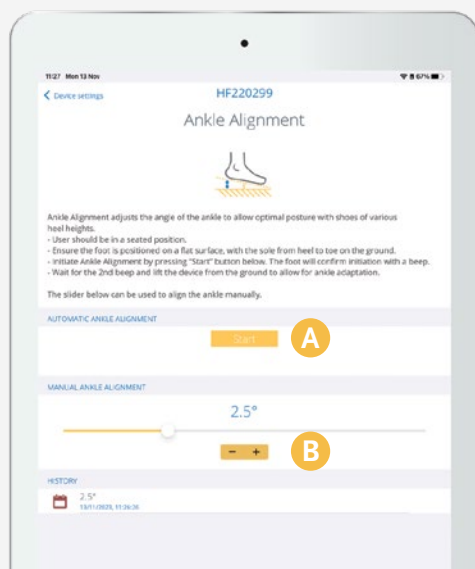 11:27 Mon 13 Nov
67%
Device settings
HF220299
Ankle Alignment
Ankle Alignment adjusts the angle of the ankle to allow optimal posture with shoes of various
heel heights.
- User should be in a seated position.
- Ensure the foot is positioned on a flat surface, with the sole from heel to toe on the ground.
- Initiate Ankle Alignment by pressing "Start" button below. The foot will confirm initiation with a beep.
- Wait for the 2nd beep and lift the device from the ground to allow for ankle adaptation.
The slider below can be used to align the ankle manually.
AUTOMATIC ANKLE ALIGNMENT
Start
A
MANUAL ANKLE ALIGNMENT
2.5°
- +
B
HISTORY
2.5°